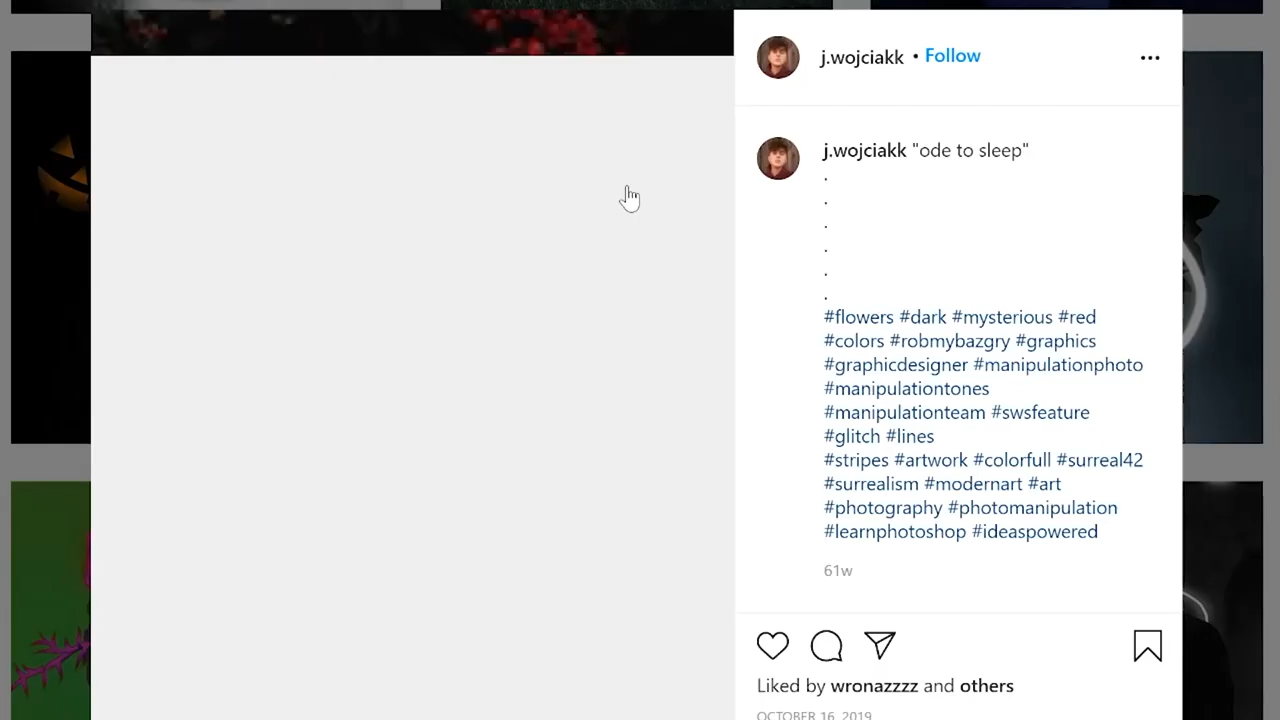 j.wojciakk • Follow
j.wojciakk "ode to sleep"
.
.
.
.
.
.
#flowers #dark #mysterious #red
#colors #robmybazgry #graphics
#graphicdesigner #manipulationphoto
#manipulationtones
#manipulationteam #swsfeature
#glitch #lines
#stripes #artwork #colorfull #surreal42
#surrealism #modernart #art
#photography #photomanipulation
#learnphotoshop #ideaspowered
61w
Liked by wronazzzz and others
OCTOBER 16, 2019